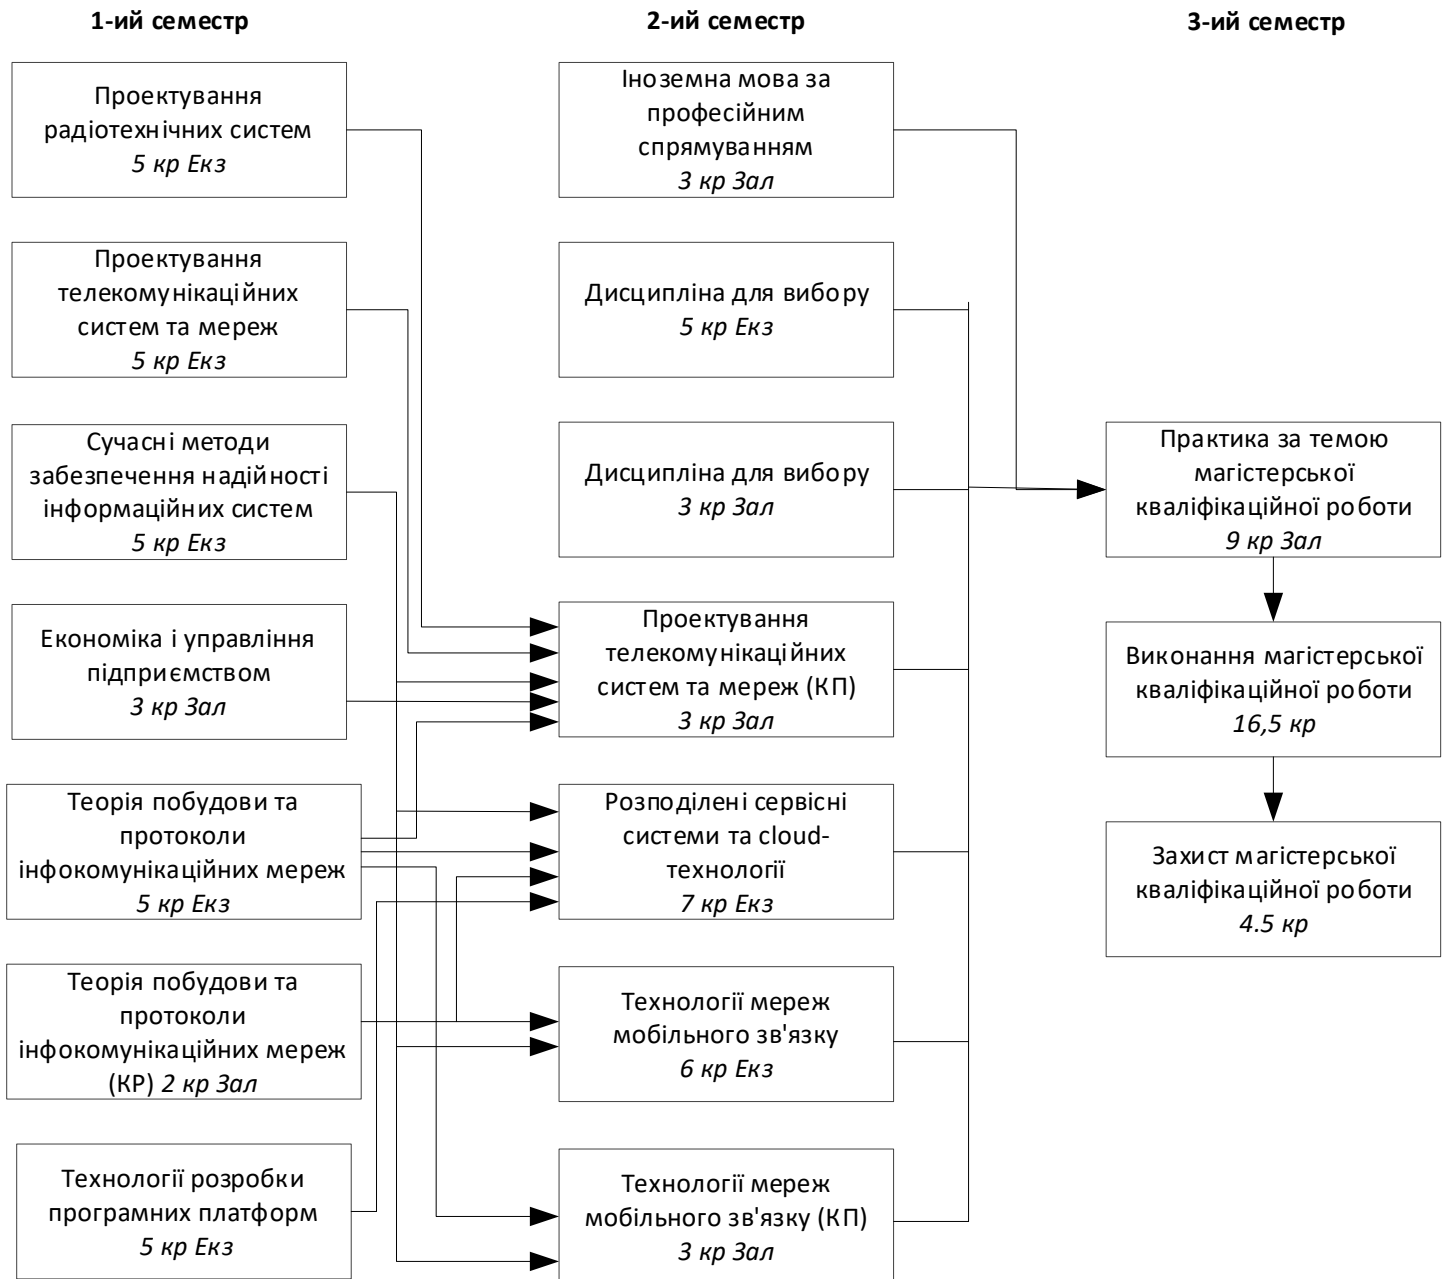 1-ий семестр
Проектування
радіотехнічних систем
5 кр Екз
Проектування
телекомунікаційних
систем та мереж
5 кр Екз
Сучасні методи
забезпечення надійності
інформаційних систем
5 кр Екз
Економіка і управління
підприємством
3 кр Зал
Теорія побудови та
протоколи
інфокомунікаційних мереж
5 кр Екз
Теорія побудови та
протоколи
інфокомунікаційних мереж
(КР) 2 кр Зал
Технології розробки
програмних платформ
5 кр Екз
2-ий семестр
Іноземна мова за
професійним
спрямуванням
3 кр Зал
Дисципліна для вибору
5 кр Екз
Дисципліна для вибору
3 кр Зал
Проектування
телекомунікаційних
систем та мереж (КП)
3 кр Зал
Розподілені сервісні
системи та cloud-
технології
7 кр Екз
Технології мереж
мобільного зв'язку
6 кр Екз
Технології мереж
мобільного зв'язку (КП)
3 кр Зал
3-ий семестр
Практика за темою
магістерської
кваліфікаційної роботи
9 кр Зал
Виконання магістерської
кваліфікаційної роботи
16,5 кр
Захист магістерської
кваліфікаційної роботи
4.5 кр